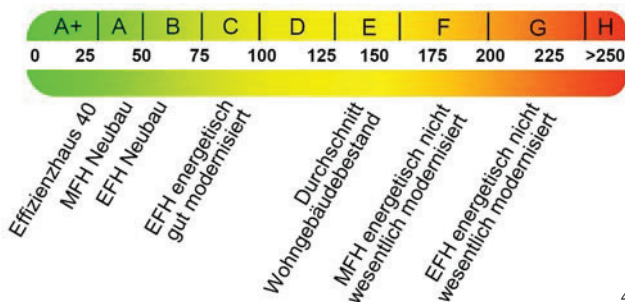 A+ A B C D E F G H
0 25 50 75 100 125 150 175 200 225 >250
Effizienzhaus 40
MFH Neubau
EFH Neubau
EFH energetisch
gut modernisiert
Durchschnitt
Wohngebäudebestand
MFH energetisch nicht
wesentlich modernisiert
EFH energetisch nicht
wesentlich modernisiert